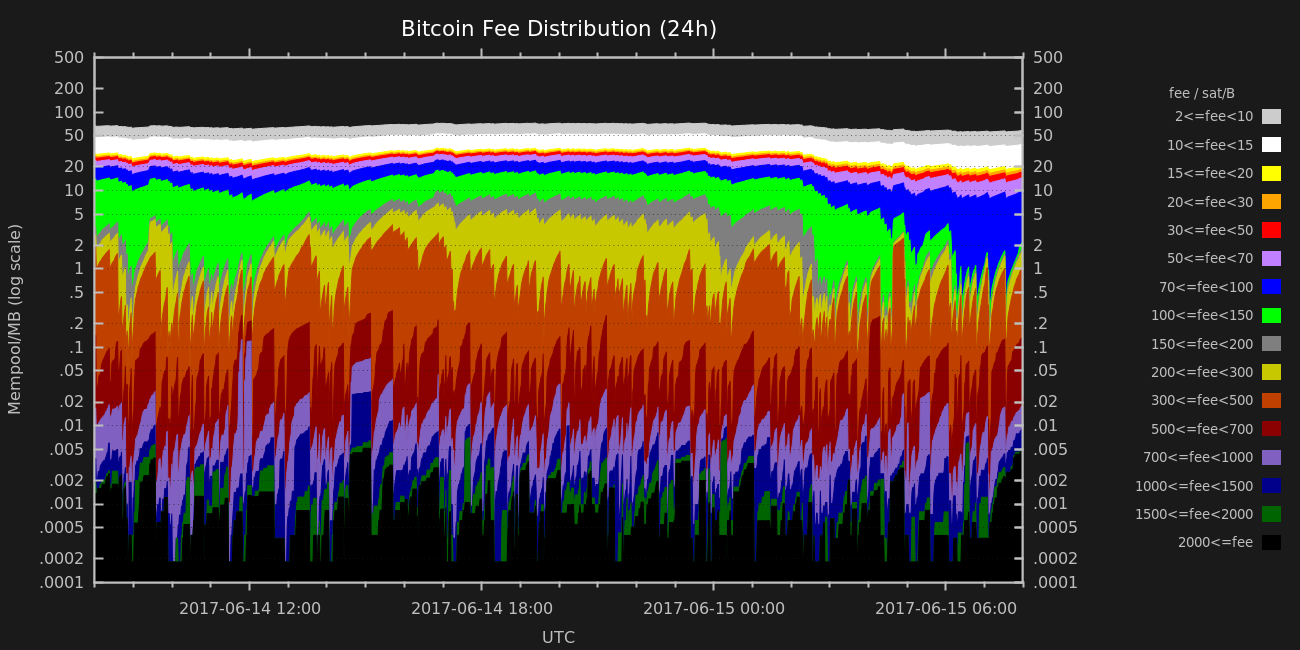 Bitcoin Fee Distribution (24h)
500
200
100
50
20
10
5
2
1
.5
.2
.1
.05
.02
.01
.005
.002
.001
.0005
.0002
.0001
Mempool/MB (log scale)
500
200
100
50
20
10
5
2
1
.5
.2
.1
.05
.02
.01
.005
.002
.001
.0005
.0002
.0001
2017-06-14 12:00
2017-06-14 18:00
2017-06-15 00:00
2017-06-15 06:00
UTC
fee / sat/B
2<=fee<10
10<=fee<15
15<=fee<20
20<=fee<30
30<=fee<50
50<=fee<70
70<=fee<100
100<=fee<150
150<=fee<200
200<=fee<300
300<=fee<500
500<=fee<700
700<=fee<1000
1000<=fee<1500
1500<=fee<2000
2000<=fee